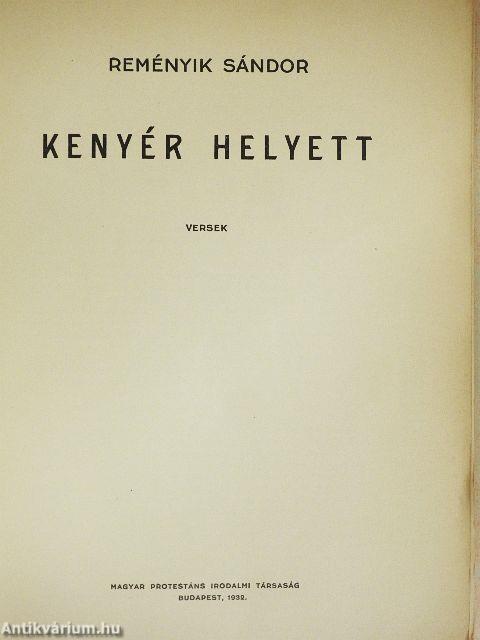 REMÉNYIK SÁNDOR
KENYÉR HELYETT
VERSEK
MAGYAR PROTESTÁNS IRODALMI TÁRSASÁG
BUDAPEST, 1932.
Antikvárium.hu